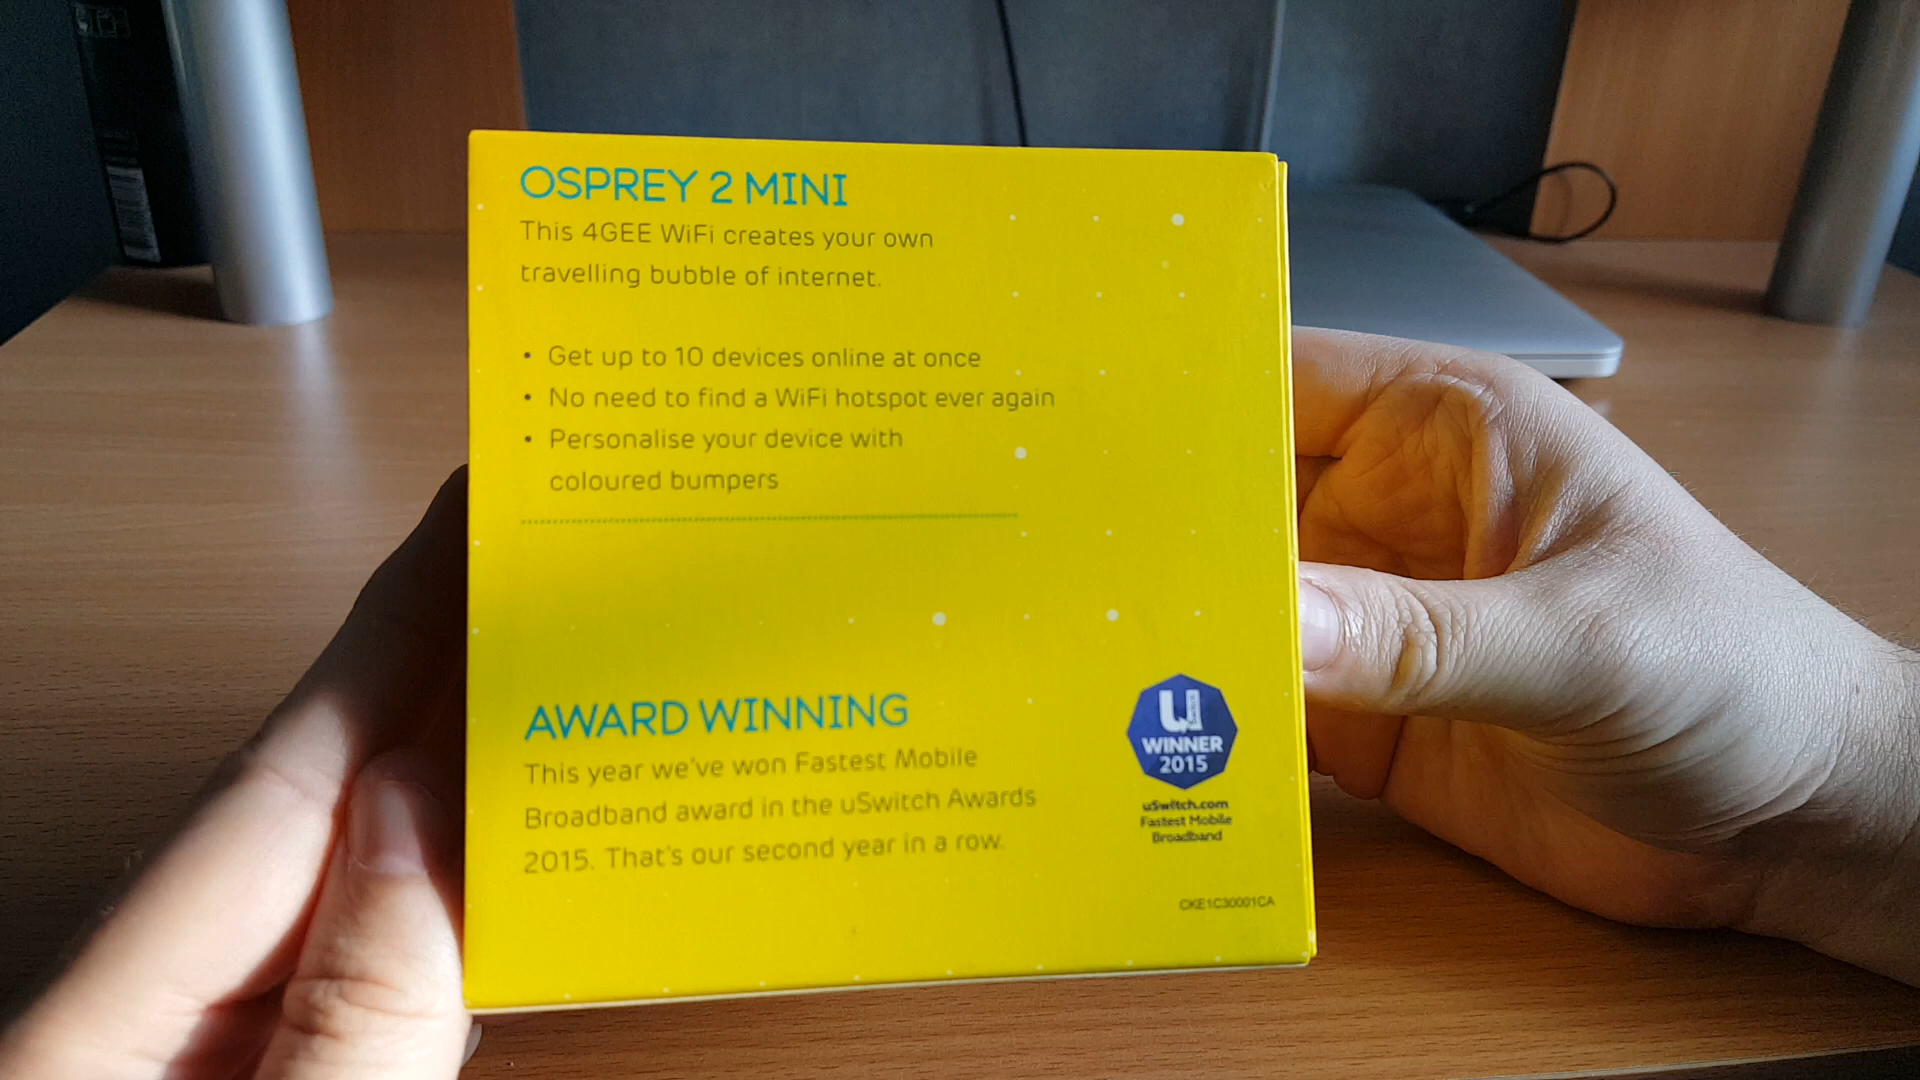 OSPREY 2 MINI
This 4GEE WiFi creates your own
travelling bubble of internet.
• Get up to 10 devices online at once
• No need to find a WiFi hotspot ever again
• Personalise your device with
coloured bumpers
AWARD WINNING
This year we've won Fastest Mobile
Broadband award in the uSwitch Awards
2015. That's our second year in a row.
U Switch
WINNER
2015
uSwitch.com
Fastest Mobile
Broadband
CKE1C30001CA